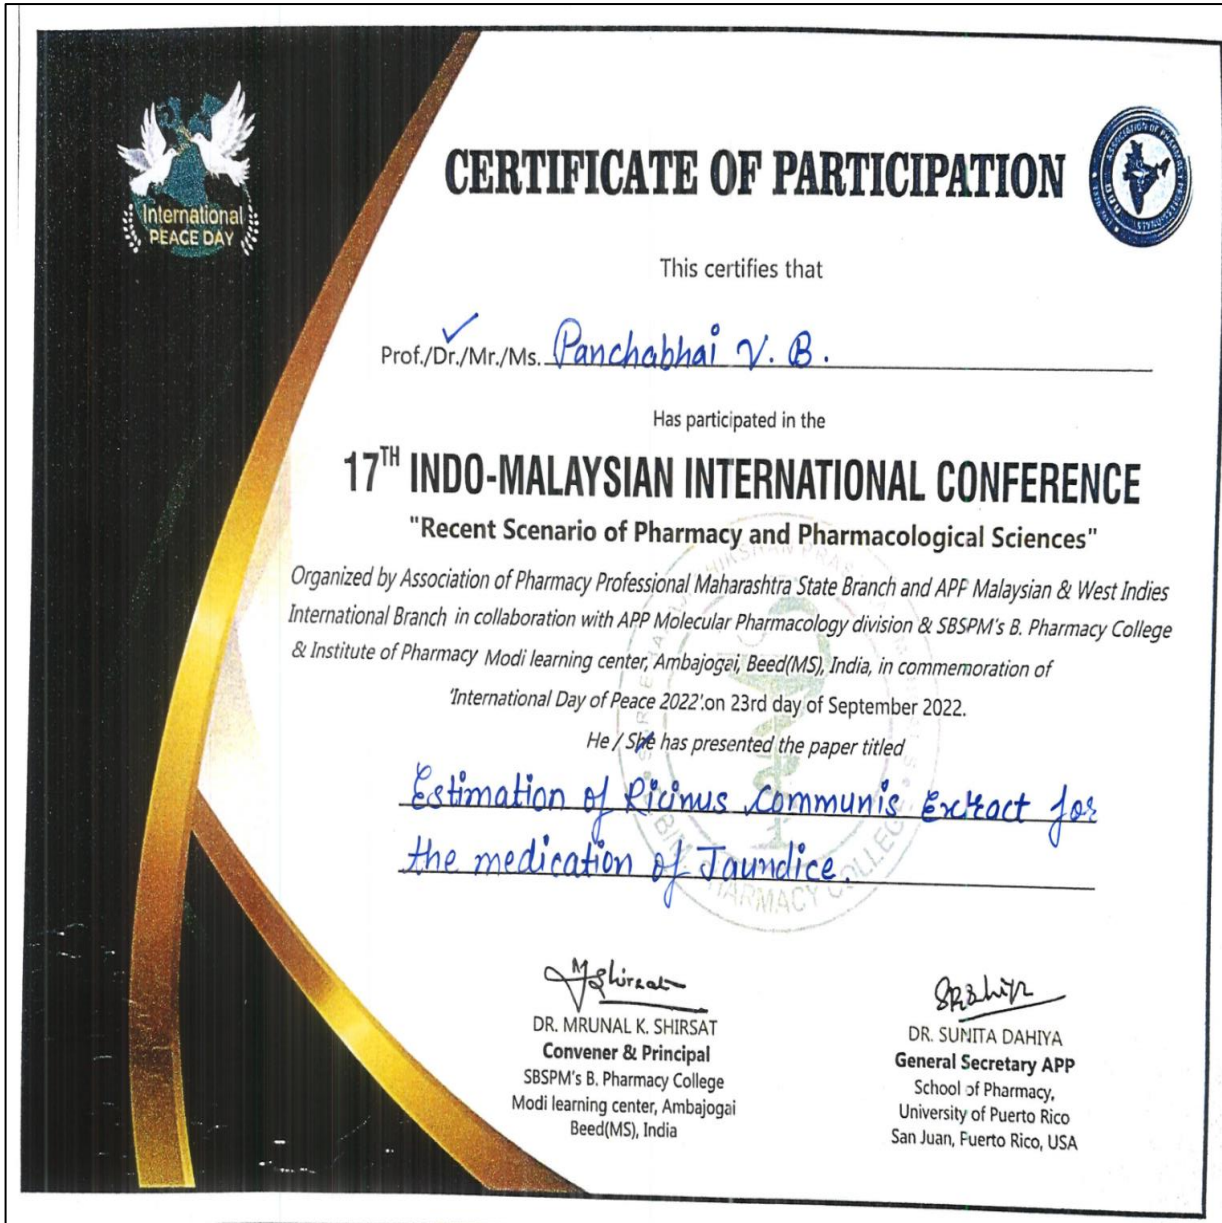 International
PEACE DAY
CERTIFICATE OF PARTICIPATION
This certifies that
Prof./Dr./Mr./Ms. Panchabhai V. B.
Has participated in the
17TH INDO-MALAYSIAN INTERNATIONAL CONFERENCE
"Recent Scenario of Pharmacy and Pharmacological Sciences"
Organized by Association of Pharmacy Professional Maharashtra State Branch and APF Malaysian & West Indies
International Branch in collaboration with APP Molecular Pharmacology division & SBSPM's B. Pharmacy College
& Institute of Pharmacy Modi learning center, Ambajogai, Beed(MS), India, in commemoration of
'International Day of Peace 2022'.on 23rd day of September 2022.
He / She has presented the paper titled
Estimation of Ricinus Communis Extract for
the medication of Jaundice.
DR. MRUNAL K. SHIRSAT
Convener & Principal
SBSPM's B. Pharmacy College
Modi learning center, Ambajogai
Beed(MS), India
DR. SUNITA DAHIYA
General Secretary APP
School of Pharmacy,
University of Puerto Rico
San Juan, Puerto Rico, USA